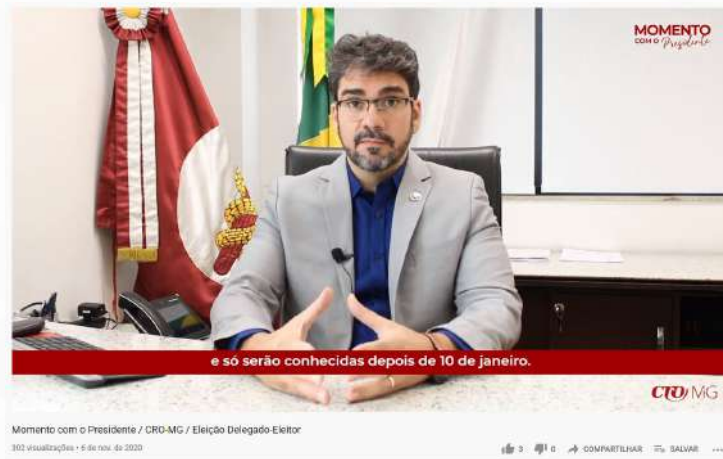 MOMENTO
COM O Presidente
e só serão conhecidas depois de 10 de janeiro.
CRO MG
Momento com o Presidente / CRO-MG / Eleição Delegado-Eleitor
302 visualizações • 6 de nov. de 2020
3
0
COMPARTILHAR
SALVAR